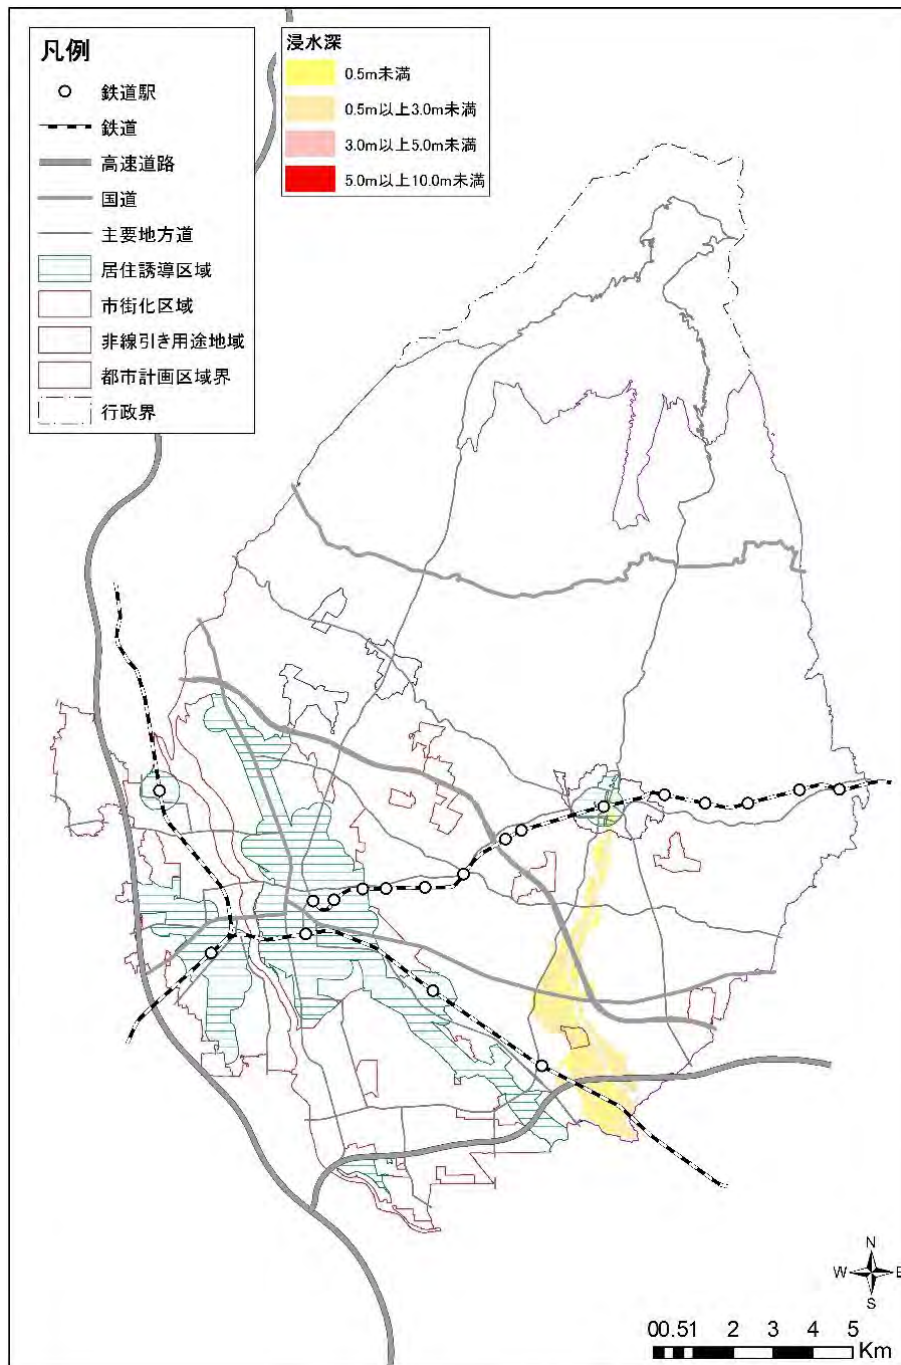 凡例
鉄道駅
鉄道
高速道路
国道
主要地方道
居住誘導区域
市街化区域
非線引き用途地域
都市計画区域界
行政界
浸水深
0.5m未満
0.5m以上3.0m未満
3.0m以上5.0m未満
5.0m以上10.0m未満
N
W E
S
00.51 2 3 4 5
Km